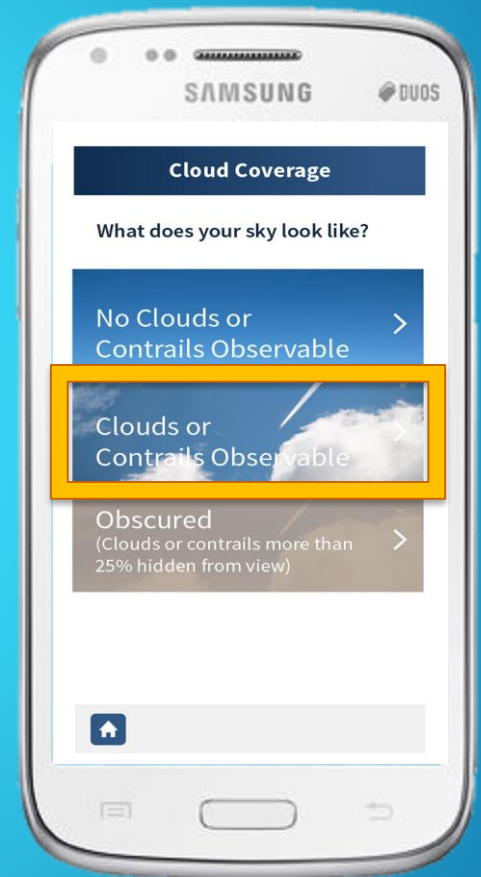 SAMSUNG DUOS
Cloud Coverage
What does your sky look like?
No Clouds or
Contrails Observable
Clouds or
Contrails Observable
Obscured
(Clouds or contrails more than
25% hidden from view)